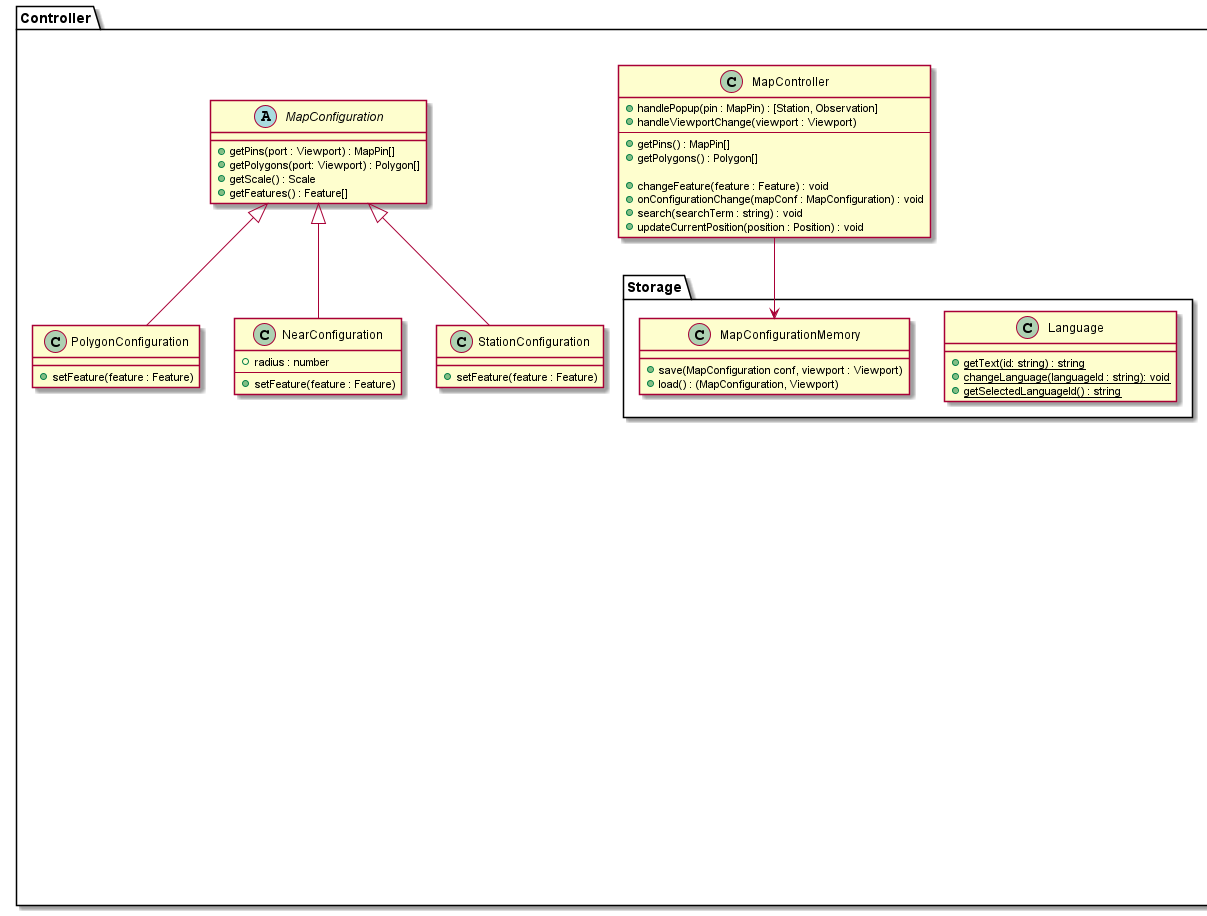 Controller
A MapConfiguration
getPins(port : Viewport) : MapPin[]
getPolygons(port: Viewport) : Polygon[]
getScale() : Scale
getFeatures() : Feature[]
C MapController
handlePopup(pin : MapPin) : [Station, Observation]
handleViewportChange(viewport : Viewport)
getPins() : MapPin[]
getPolygons() : Polygon[]
changeFeature(feature : Feature) : void
onConfigurationChange(mapConf : MapConfiguration) : void
search(searchTerm : string) : void
updateCurrentPosition(position : Position) : void
C PolygonConfiguration
setFeature(feature : Feature)
C NearConfiguration
radius : number
setFeature(feature : Feature)
C StationConfiguration
setFeature(feature : Feature)
Storage
C MapConfigurationMemory
save(MapConfiguration conf, viewport : Viewport)
load() : (MapConfiguration, Viewport)
C Language
getText(id: string) : string
changeLanguage(languageId : string): void
getSelectedLanguageId() : string